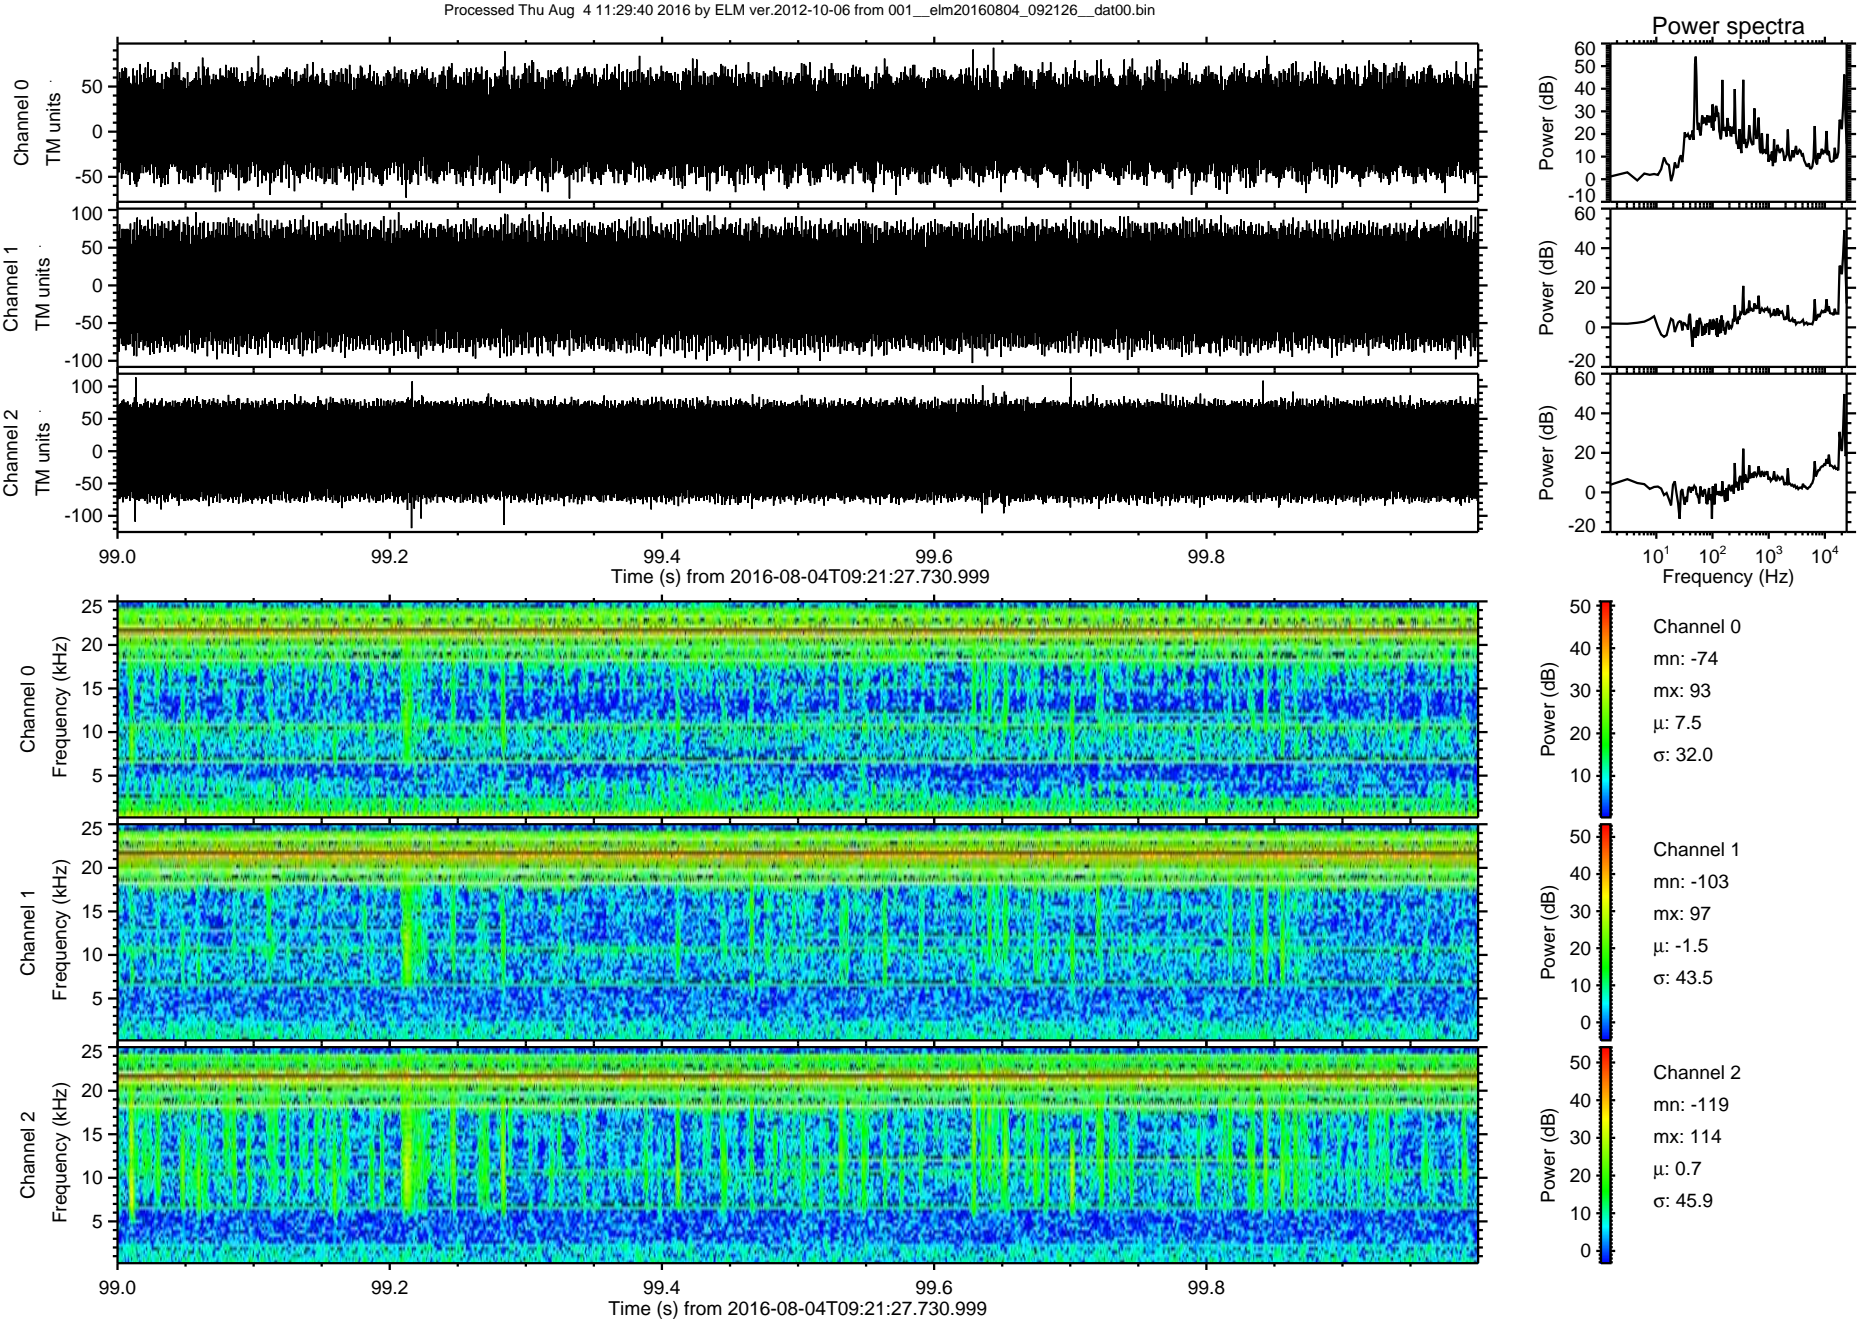 Processed Thu Aug 4 11:29:40 2016 by ELM ver.2012-10-06 from 001__elm20160804_092126__dat00.bin
Power spectra
Channel 0
TM units
50
0
-50
Power (dB)
60
50
40
30
20
10
0
-10
Channel 1
TM units
100
50
0
-50
-100
Power (dB)
60
40
20
0
-20
Channel 2
TM units
100
50
0
-50
-100
Power (dB)
60
40
20
0
-20
99.0 99.2 99.4 99.6 99.8
Time (s) from 2016-08-04T09:21:27.730.999
10¹ 10² 10³ 10⁴
Frequency (Hz)
Channel 0
Frequency (kHz)
25
20
15
10
5
Power (dB)
50
40
30
20
10
Channel 0
mn: -74
mx: 93
μ: 7.5
σ: 32.0
Channel 1
Frequency (kHz)
25
20
15
10
5
Power (dB)
50
40
30
20
10
0
Channel 1
mn: -103
mx: 97
μ: -1.5
σ: 43.5
Channel 2
Frequency (kHz)
25
20
15
10
5
Power (dB)
50
40
30
20
10
0
Channel 2
mn: -119
mx: 114
μ: 0.7
σ: 45.9
99.0 99.2 99.4 99.6 99.8
Time (s) from 2016-08-04T09:21:27.730.999